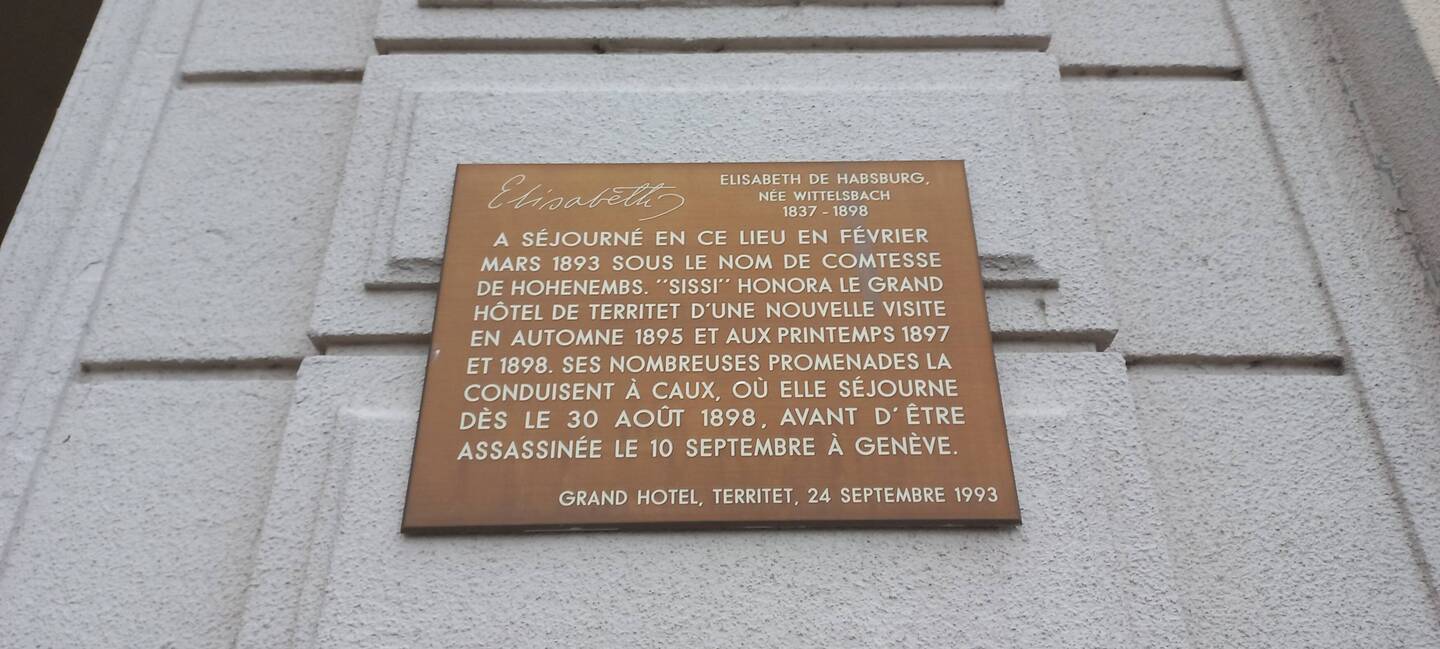 Elisabeth
ELISABETH DE HABSBURG,
NÉE WITTELSBACH
1837 - 1898
A SÉJOURNÉ EN CE LIEU EN FÉVRIER
MARS 1893 SOUS LE NOM DE COMTESSE
DE HOHENEMBS. "SISSI" HONORA LE GRAND
HÔTEL DE TERRITET D'UNE NOUVELLE VISITE
EN AUTOMNE 1895 ET AUX PRINTEMPS 1897
ET 1898. SES NOMBREUSES PROMENADES LA
CONDUISENT À CAUX, OÙ ELLE SÉJOURNE
DÈS LE 30 AOÛT 1898, AVANT D'ÊTRE
ASSASSINÉE LE 10 SEPTEMBRE À GENÈVE.
GRAND HOTEL, TERRITET, 24 SEPTEMBRE 1993